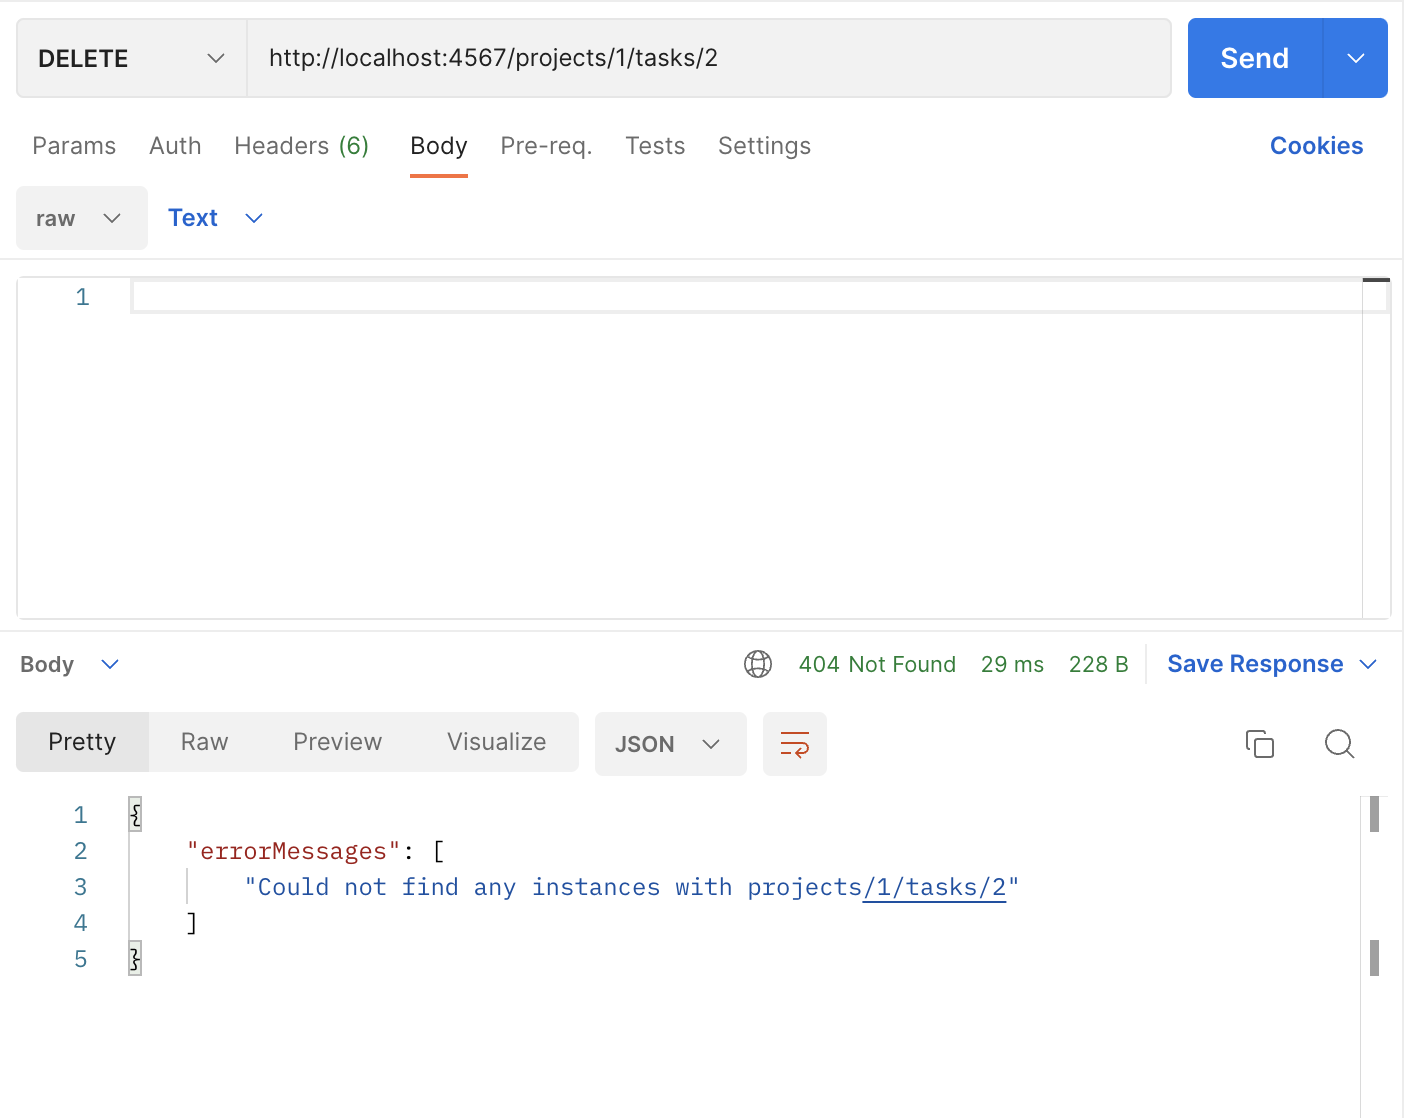 DELETE http://localhost:4567/projects/1/tasks/2 Send
Params Auth Headers (6) Body Pre-req. Tests Settings Cookies
raw Text
1
Body 404 Not Found 29 ms 228 B Save Response
Pretty Raw Preview Visualize JSON
1 {
2 "errorMessages": [
3 "Could not find any instances with projects/1/tasks/2"
4 ]
5 }